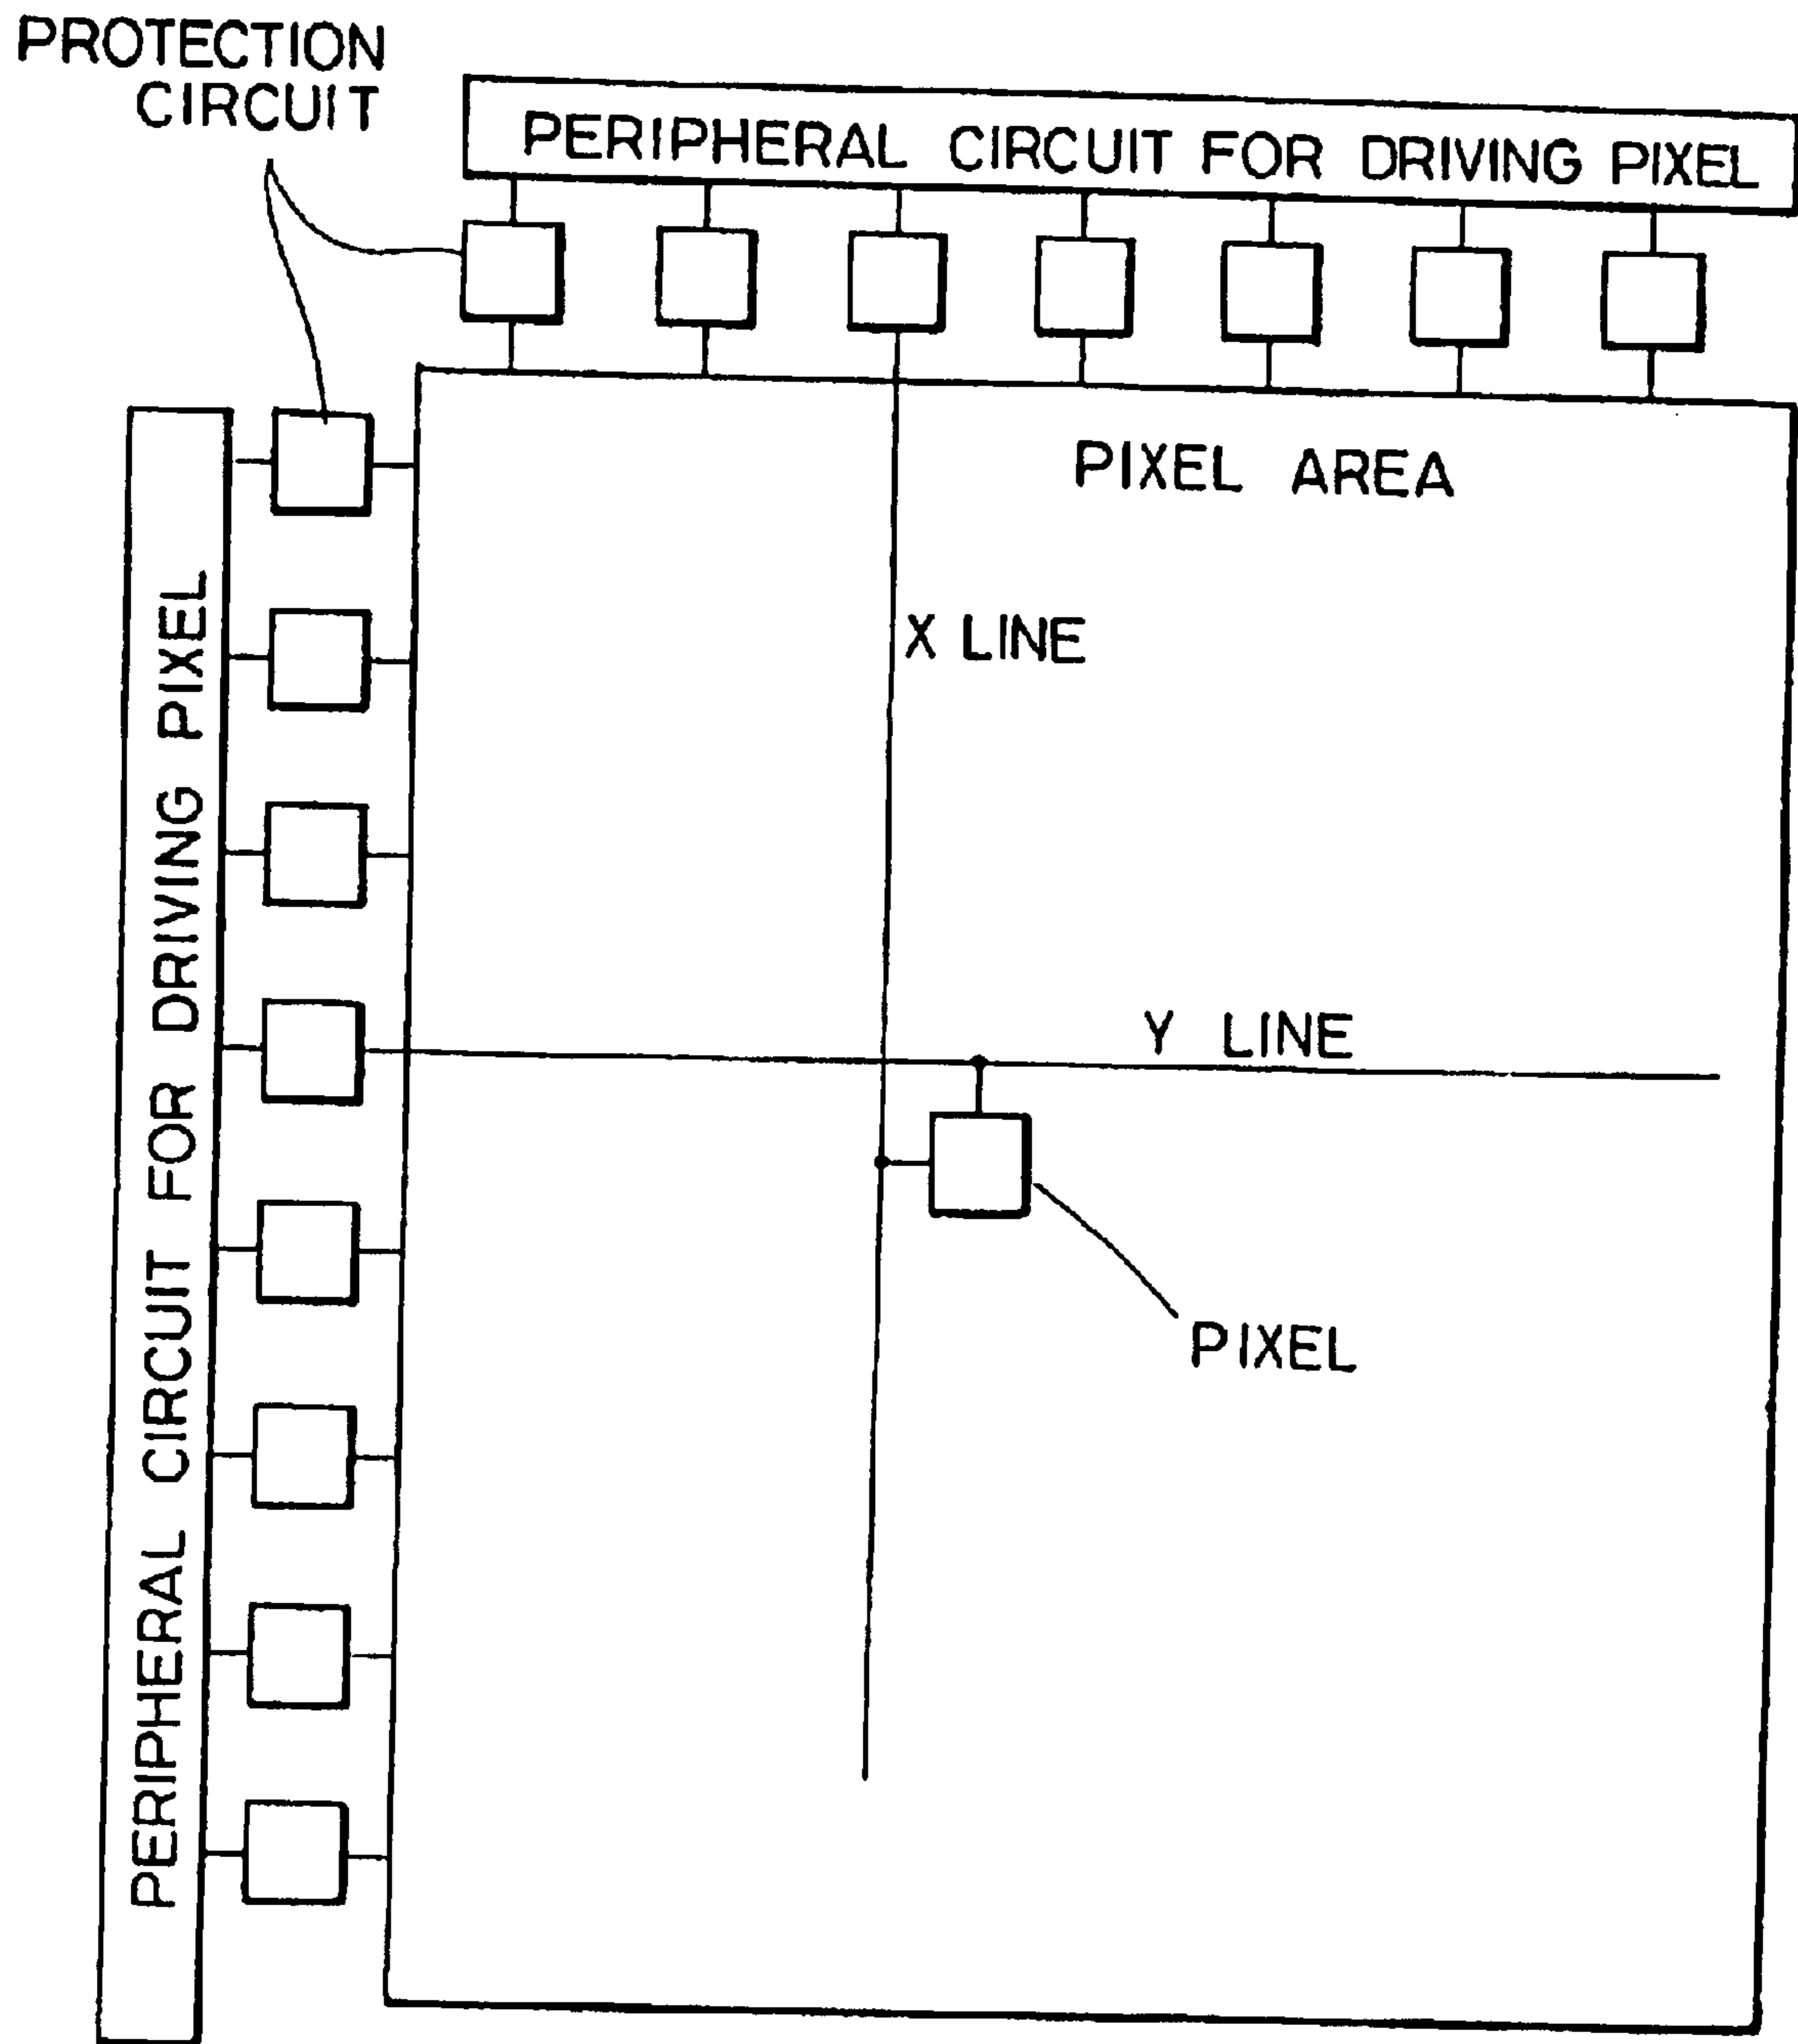 PROTECTION
CIRCUIT
PERIPHERAL CIRCUIT FOR DRIVING PIXEL
PIXEL AREA
X LINE
PERIPHERAL CIRCUIT FOR DRIVING PIXEL
Y LINE
PIXEL